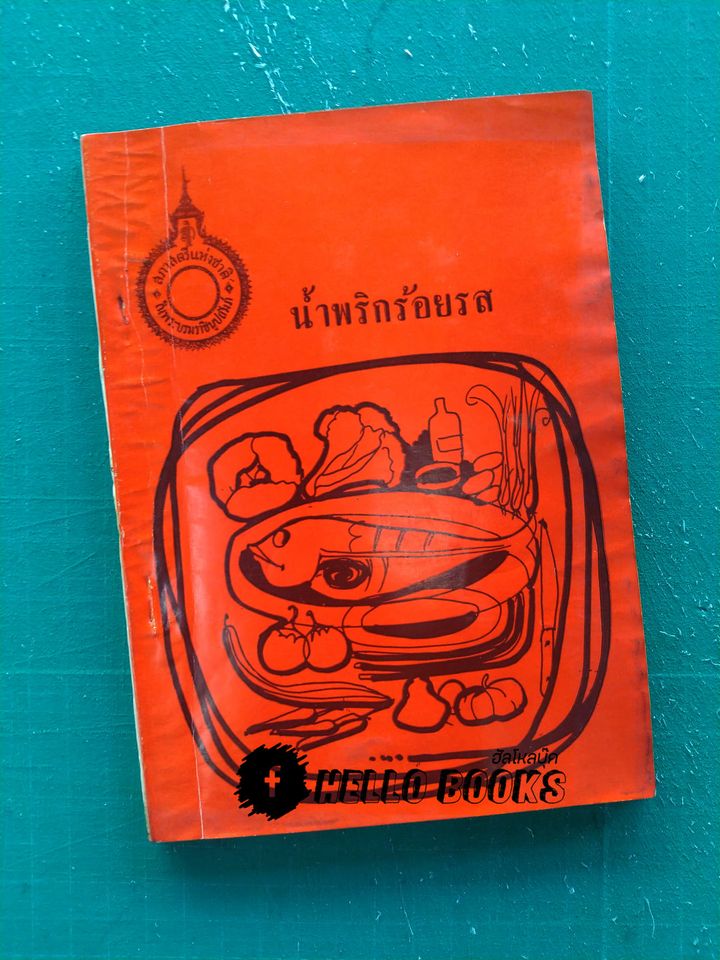 สภาสตรีแห่งชาติ
ในพระบรมราชินูปถัมภ์
น้ำพริกร้อยรส
ฮัลโหลบุ๊ค
f HELLO BOOKS